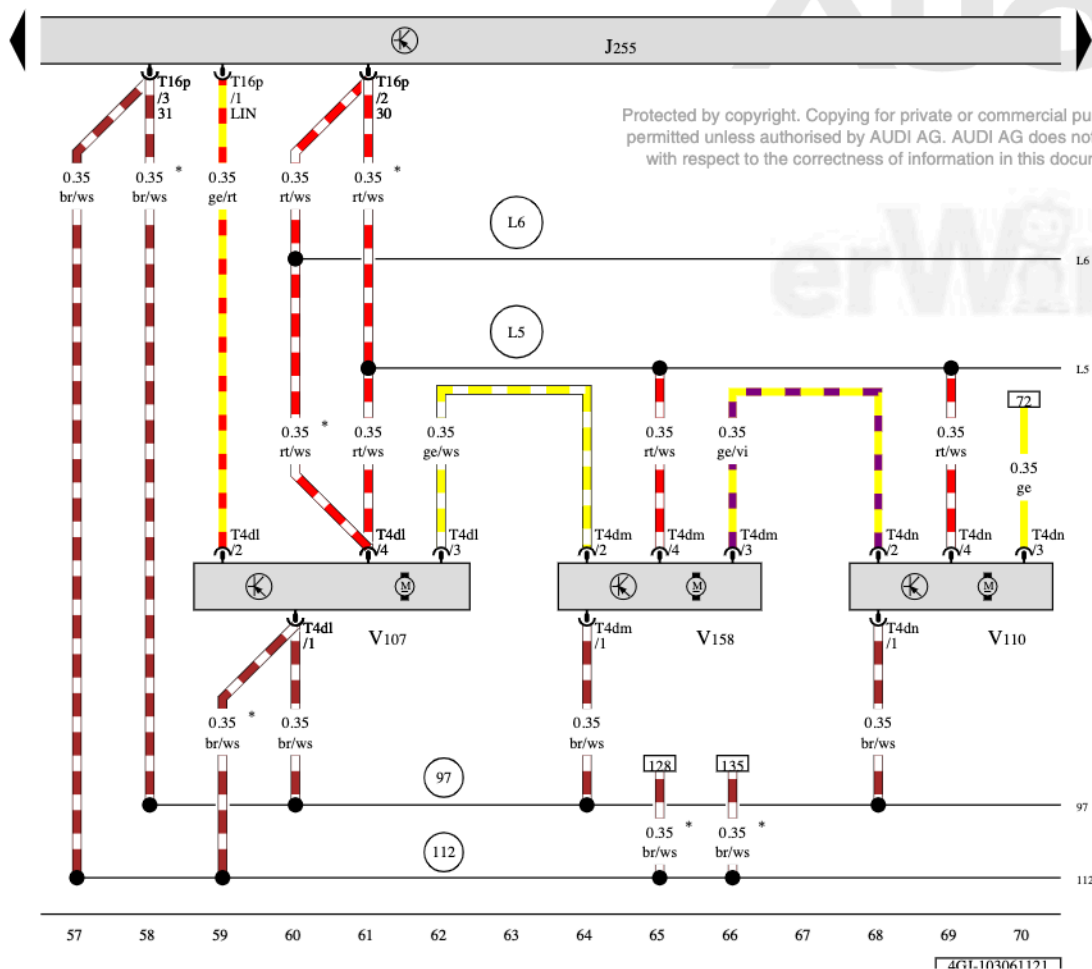 AUD
J255
T16p /3 31
T16p /1 LIN
T16p /2 30
Protected by copyright. Copying for private or commercial pu
permitted unless authorised by AUDI AG. AUDI AG does not
with respect to the correctness of information in this docu
0.35 br/ws
0.35 * br/ws
0.35 ge/rt
0.35 rt/ws
0.35 * rt/ws
L6
L6
L5
L5
erWi
72
0.35 * rt/ws
0.35 rt/ws
0.35 ge/ws
0.35 rt/ws
0.35 ge/vi
0.35 rt/ws
0.35 ge
T4dl /2
T4dl /4
T4dl /3
T4dm /2
T4dm /4
T4dm /3
T4dn /2
T4dn /4
T4dn /3
M
M
M
T4dl /1
V107
T4dm /1
V158
T4dn /1
V110
0.35 * br/ws
0.35 br/ws
0.35 br/ws
0.35 br/ws
128
135
97
97
0.35 * br/ws
0.35 * br/ws
112
112
57 58 59 60 61 62 63 64 65 66 67 68 69 70
4GI-103061121